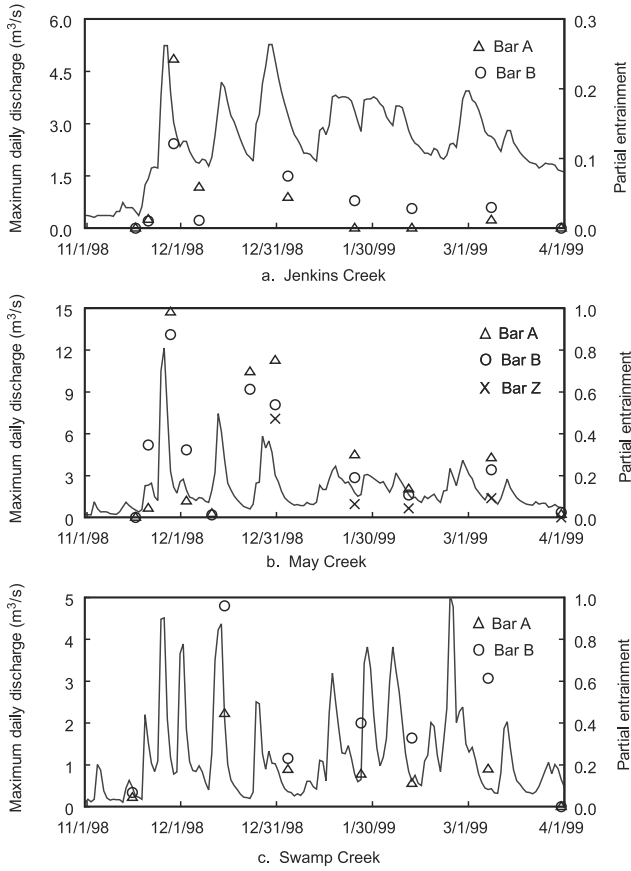 Maximum daily discharge (m³/s)
6.0
4.5
3.0
1.5
0.0
0.3
0.2
0.1
0.0
Partial entrainment
Bar A
Bar B
11/1/98 12/1/98 12/31/98 1/30/99 3/1/99 4/1/99
a. Jenkins Creek
Maximum daily discharge (m³/s)
15
12
9
6
3
0
1.0
0.8
0.6
0.4
0.2
0.0
Partial entrainment
Bar A
Bar B
Bar Z
11/1/98 12/1/98 12/31/98 1/30/99 3/1/99 4/1/99
b. May Creek
Maximum daily discharge (m³/s)
5
4
3
2
1
0
1.0
0.8
0.6
0.4
0.2
0.0
Partial entrainment
Bar A
Bar B
11/1/98 12/1/98 12/31/98 1/30/99 3/1/99 4/1/99
c. Swamp Creek